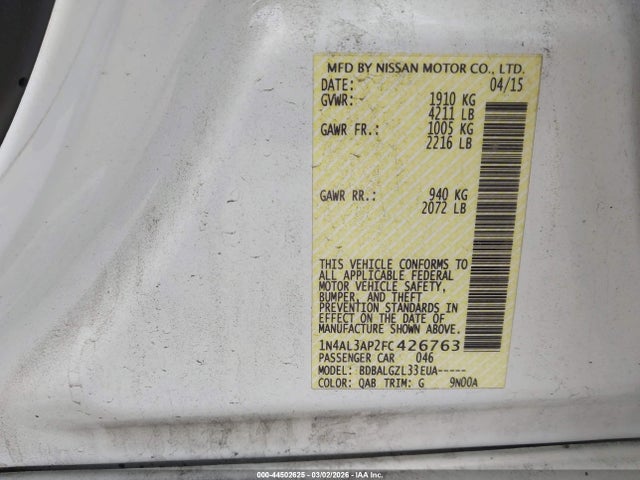 MFD BY NISSAN MOTOR CO., LTD.
DATE: 04/15
GVWR: 1910 KG
4211 LB
GAWR FR.: 1005 KG
2216 LB
GAWR RR.: 940 KG
2072 LB
THIS VEHICLE CONFORMS TO
ALL APPLICABLE FEDERAL
MOTOR VEHICLE SAFETY,
BUMPER, AND THEFT
PREVENTION STANDARDS IN
EFFECT ON THE DATE OF
MANUFACTURE SHOWN ABOVE.
1N4AL3AP2FC426763
PASSENGER CAR 046
MODEL: BDBALGZL33EUA-----
COLOR: QAB TRIM: G 9N00A
000-44502625 - 03/02/2026 - IAA Inc.